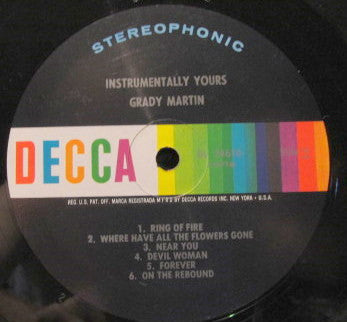 STEREOPHONIC
INSTRUMENTALLY YOURS
GRADY MARTIN
DECCA
REG. U.S. PAT. OFF. MARCA REGISTRADA M'F'D BY DECCA RECORDS INC. NEW YORK • U.S.A.
1. RING OF FIRE
2. WHERE HAVE ALL THE FLOWERS GONE
3. NEAR YOU
4. DEVIL WOMAN
5. FOREVER
6. ON THE REBOUND